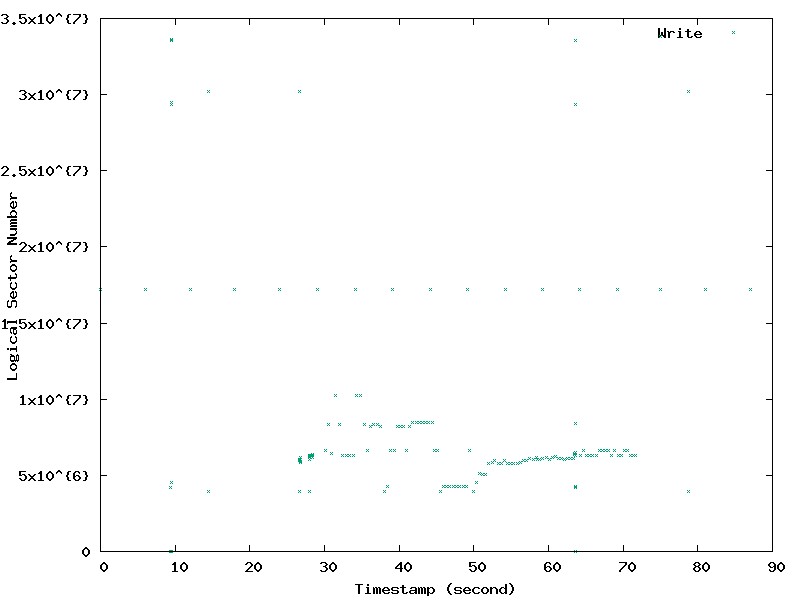 3.5x10^{7}
Write
3x10^{7}
2.5x10^{7}
2x10^{7}
1.5x10^{7}
1x10^{7}
5x10^{6}
0
Logical Sector Number
0 10 20 30 40 50 60 70 80 90
Timestamp (second)